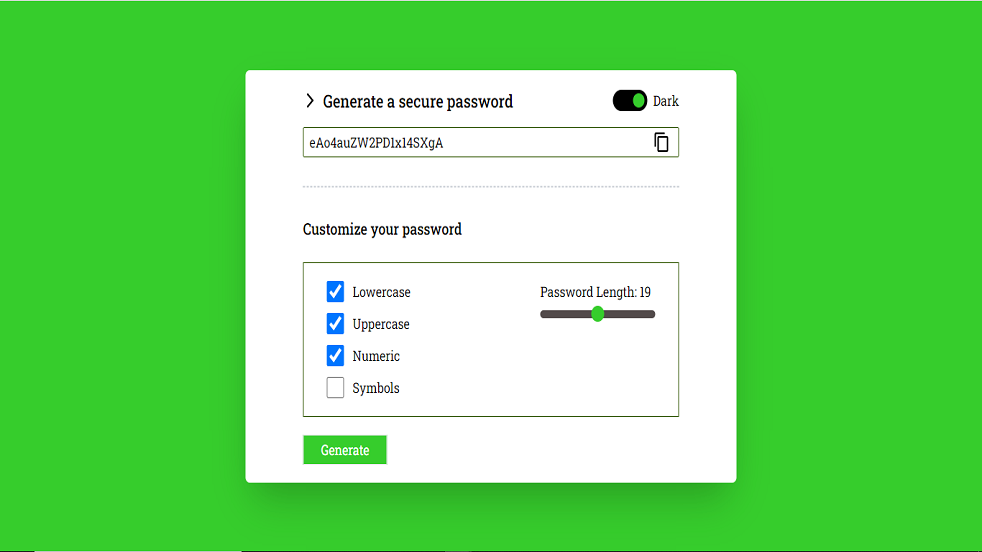 Generate a secure password
Dark
eAo4auZW2PD1x14SXgA
Customize your password
Lowercase
Password Length: 19
Uppercase
Numeric
Symbols
Generate